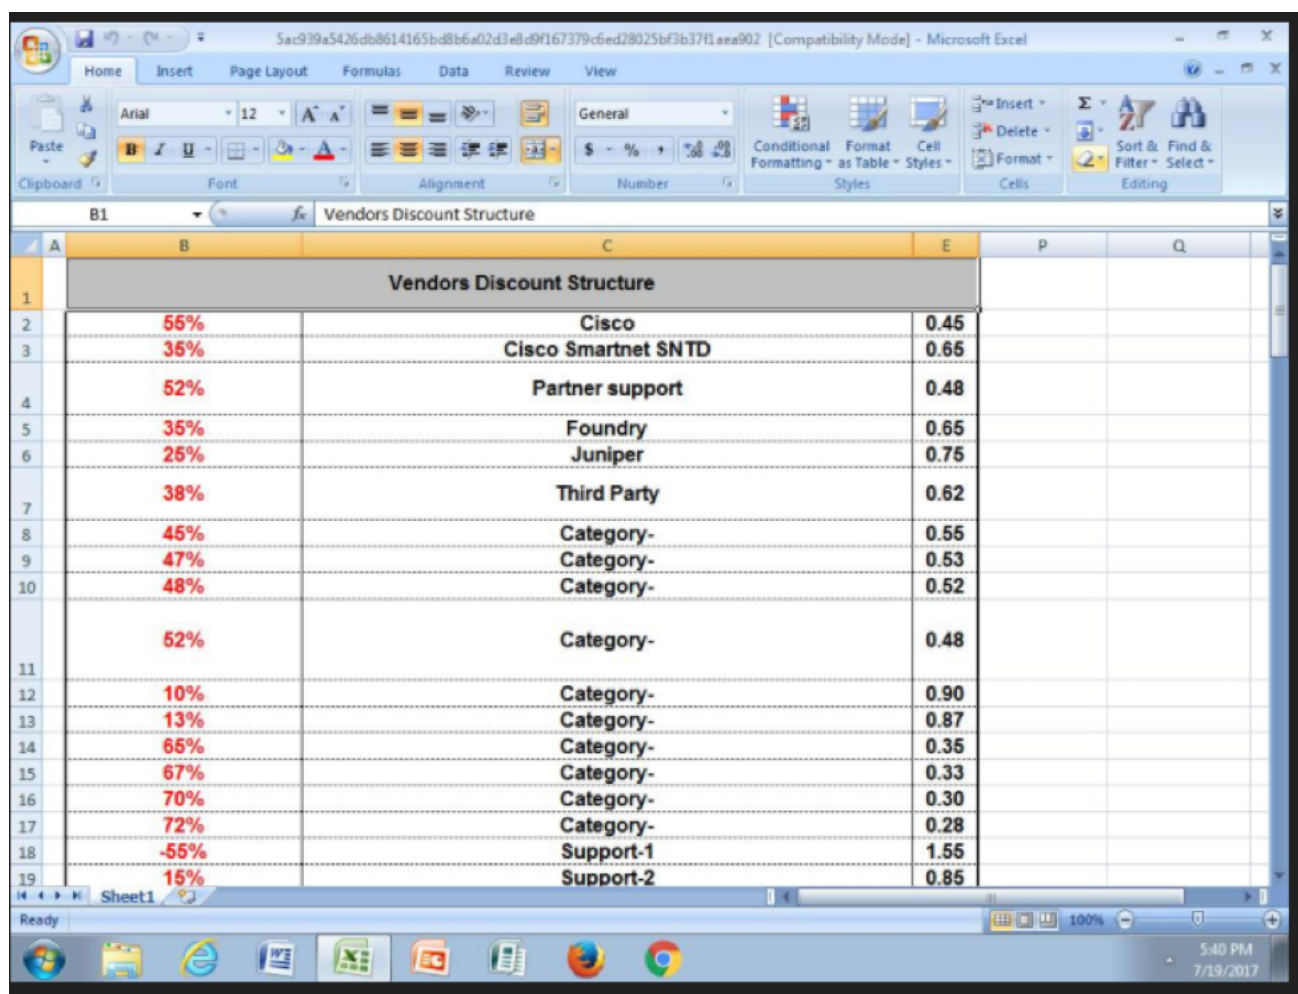 5ac939a5426db8614165bd8b6a02d3e8d9f167379c6ed28025bf3b37f1aea902 [Compatibility Mode] - Microsoft Excel
Home Insert Page Layout Formulas Data Review View
Arial 12 A A General Insert
Delete
Paste B I U A $ % , Conditional Format Cell Format Sort & Find &
Formatting as Table Styles Filter Select
Clipboard Font Alignment Number Styles Cells Editing
B1 fx Vendors Discount Structure
A B C E P Q
1 Vendors Discount Structure
2 55% Cisco 0.45
3 35% Cisco Smartnet SNTD 0.65
4 52% Partner support 0.48
5 35% Foundry 0.65
6 25% Juniper 0.75
7 38% Third Party 0.62
8 45% Category- 0.55
9 47% Category- 0.53
10 48% Category- 0.52
11 52% Category- 0.48
12 10% Category- 0.90
13 13% Category- 0.87
14 65% Category- 0.35
15 67% Category- 0.33
16 70% Category- 0.30
17 72% Category- 0.28
18 -55% Support-1 1.55
19 15% Support-2 0.85
Sheet1
Ready 100%
5:40 PM
7/19/2017